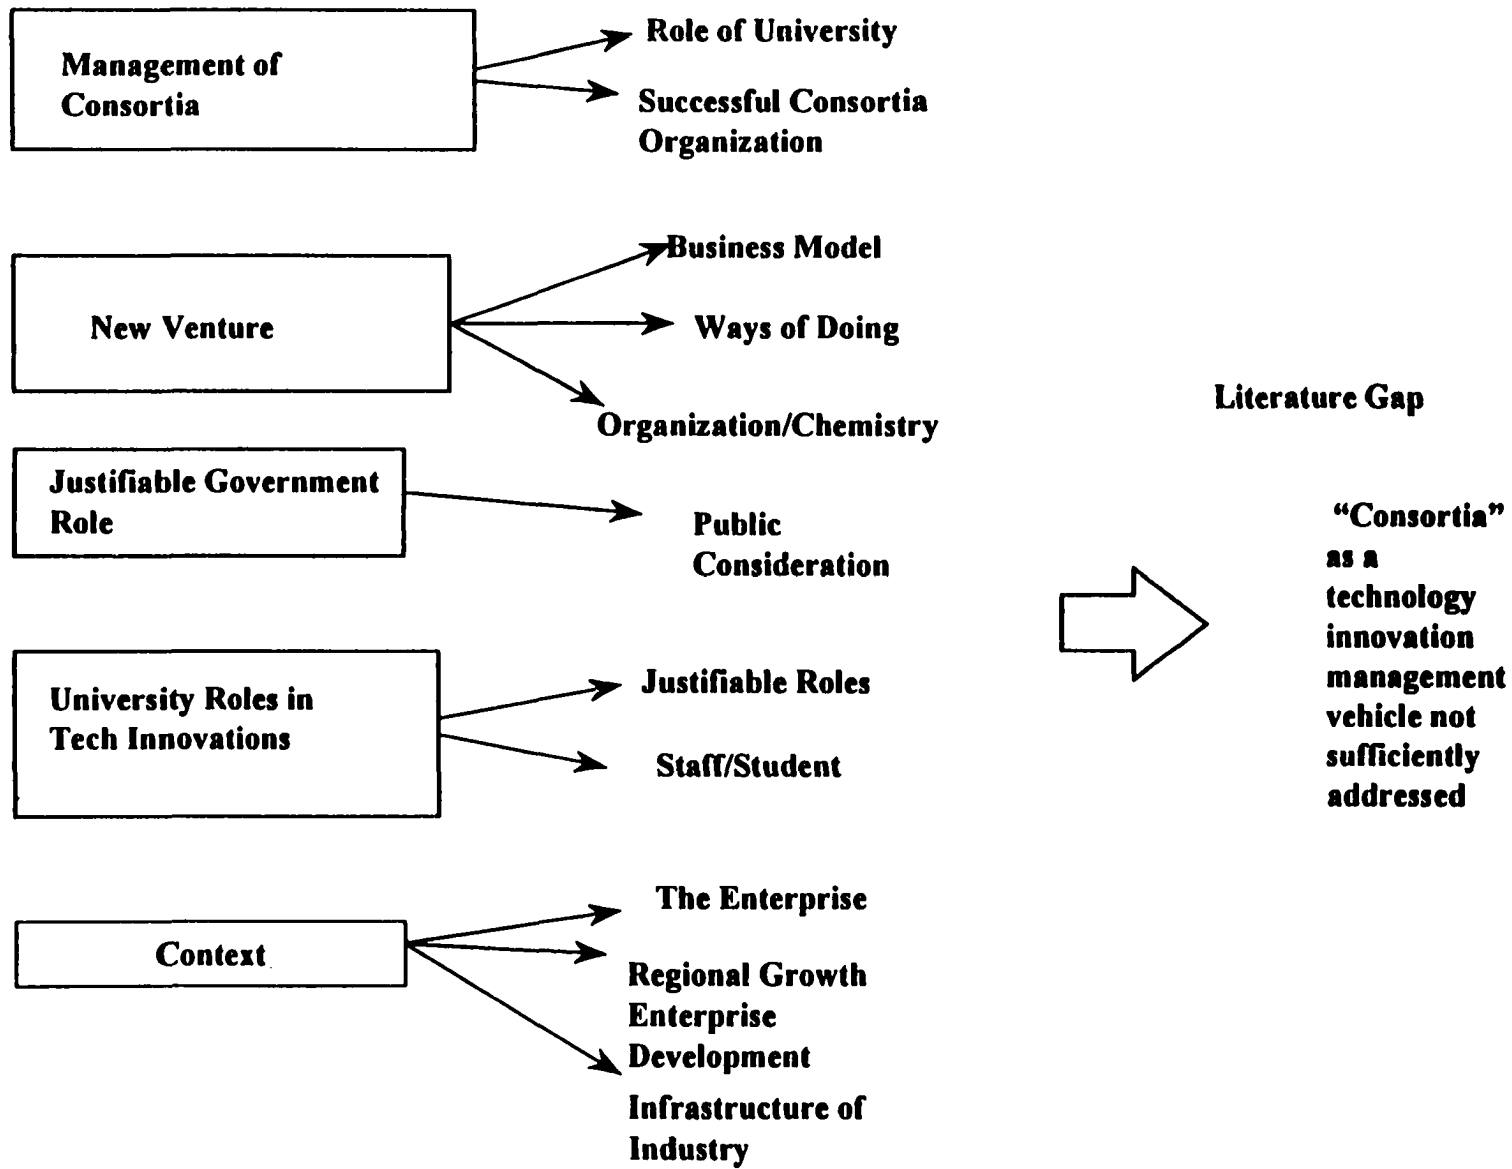 Management of
Consortia
Role of University
Successful Consortia
Organization
New Venture
Business Model
Ways of Doing
Organization/Chemistry
Justifiable Government
Role
Public
Consideration
University Roles in
Tech Innovations
Justifiable Roles
Staff/Student
Context
The Enterprise
Regional Growth
Enterprise
Development
Infrastructure of
Industry
Literature Gap
“Consortia”
as a
technology
innovation
management
vehicle not
sufficiently
addressed